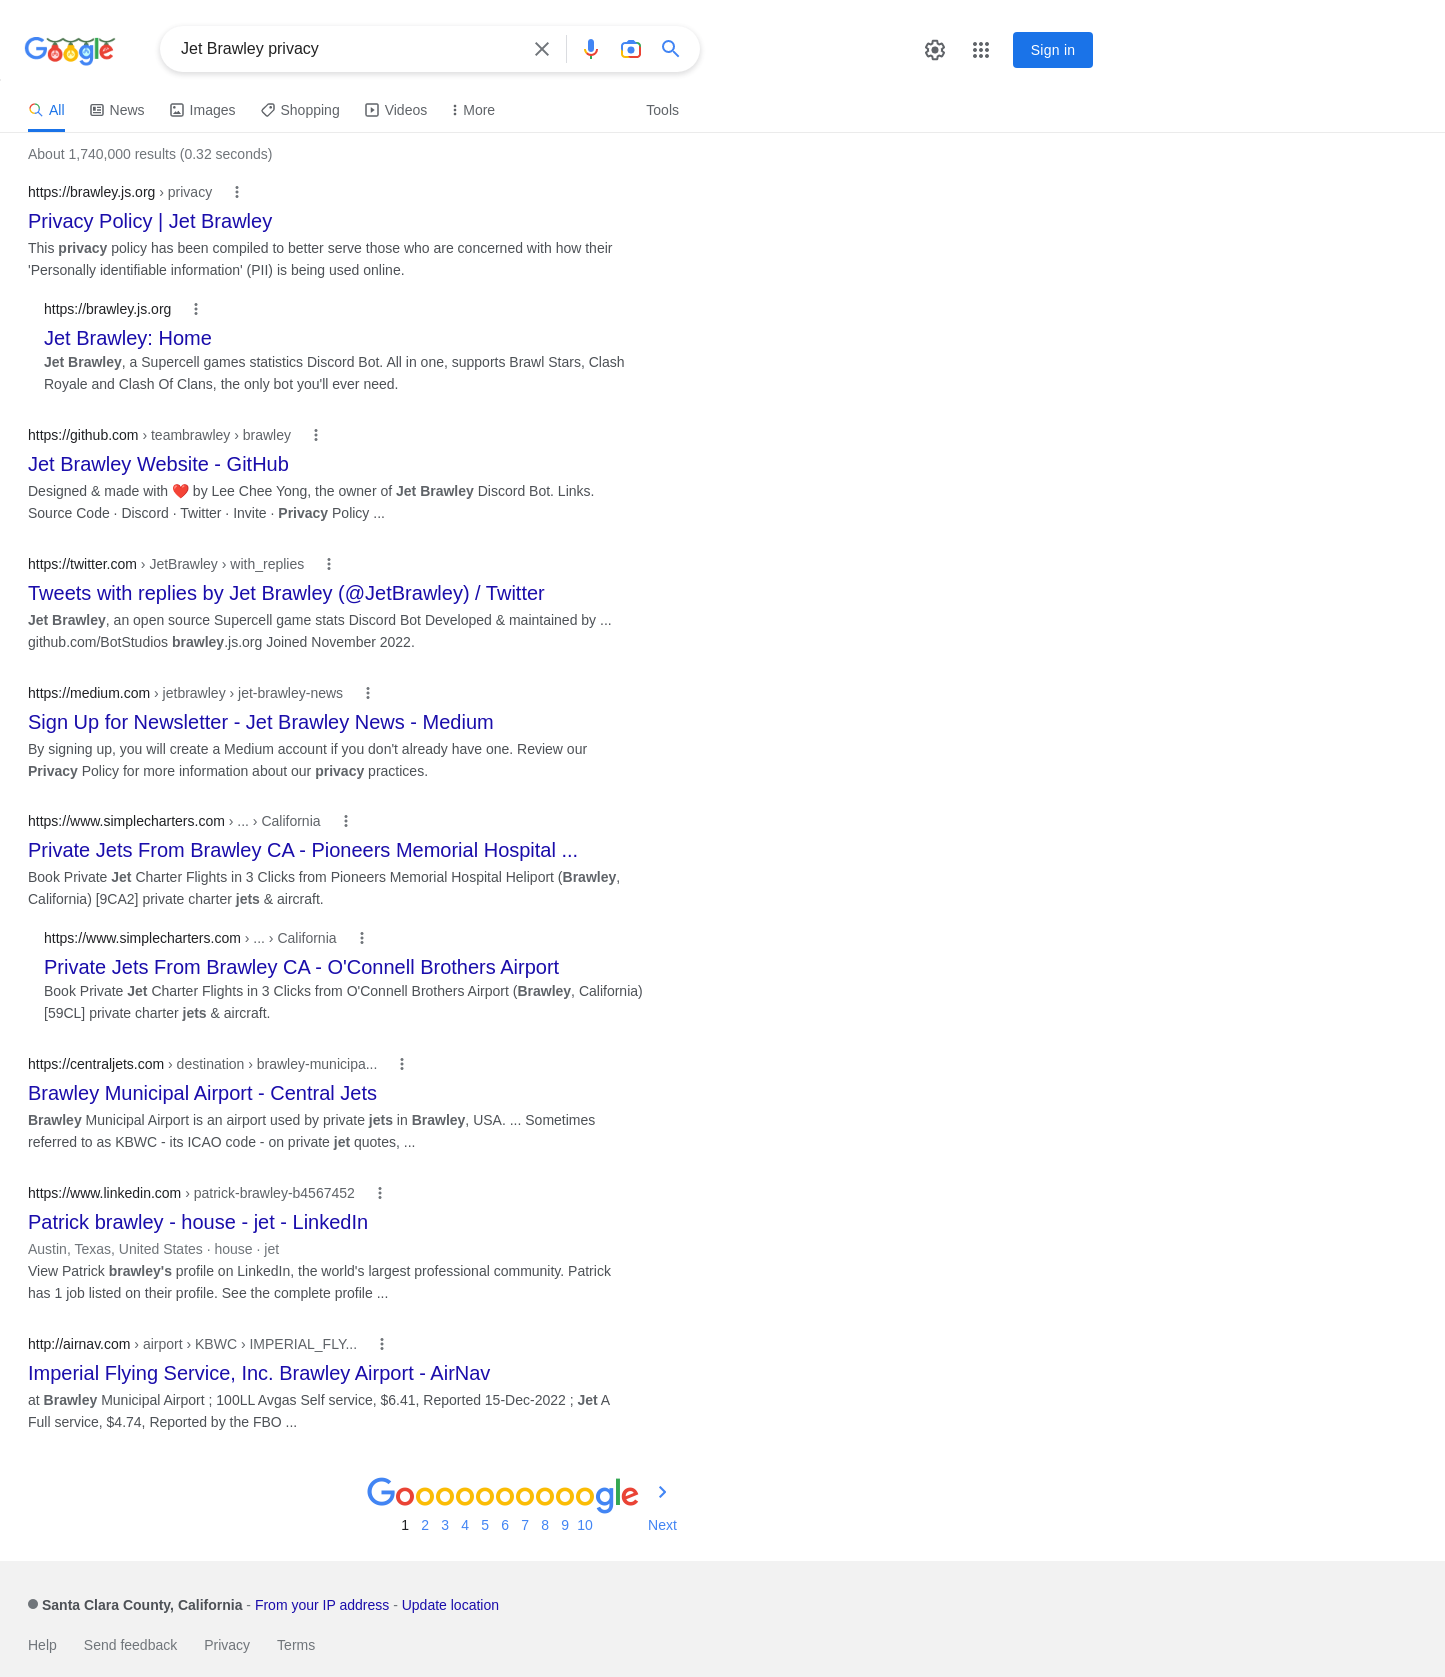 Google
Jet Brawley privacy
Sign in
All News Images Shopping Videos More Tools
About 1,740,000 results (0.32 seconds)
https://brawley.js.org › privacy
Privacy Policy | Jet Brawley
This privacy policy has been compiled to better serve those who are concerned with how their
'Personally identifiable information' (PII) is being used online.
https://brawley.js.org
Jet Brawley: Home
Jet Brawley, a Supercell games statistics Discord Bot. All in one, supports Brawl Stars, Clash
Royale and Clash Of Clans, the only bot you'll ever need.
https://github.com › teambrawley › brawley
Jet Brawley Website - GitHub
Designed & made with ❤️ by Lee Chee Yong, the owner of Jet Brawley Discord Bot. Links.
Source Code · Discord · Twitter · Invite · Privacy Policy ...
https://twitter.com › JetBrawley › with_replies
Tweets with replies by Jet Brawley (@JetBrawley) / Twitter
Jet Brawley, an open source Supercell game stats Discord Bot Developed & maintained by ...
github.com/BotStudios brawley.js.org Joined November 2022.
https://medium.com › jetbrawley › jet-brawley-news
Sign Up for Newsletter - Jet Brawley News - Medium
By signing up, you will create a Medium account if you don't already have one. Review our
Privacy Policy for more information about our privacy practices.
https://www.simplecharters.com › ... › California
Private Jets From Brawley CA - Pioneers Memorial Hospital ...
Book Private Jet Charter Flights in 3 Clicks from Pioneers Memorial Hospital Heliport (Brawley,
California) [9CA2] private charter jets & aircraft.
https://www.simplecharters.com › ... › California
Private Jets From Brawley CA - O'Connell Brothers Airport
Book Private Jet Charter Flights in 3 Clicks from O'Connell Brothers Airport (Brawley, California)
[59CL] private charter jets & aircraft.
https://centraljets.com › destination › brawley-municipa...
Brawley Municipal Airport - Central Jets
Brawley Municipal Airport is an airport used by private jets in Brawley, USA. ... Sometimes
referred to as KBWC - its ICAO code - on private jet quotes, ...
https://www.linkedin.com › patrick-brawley-b4567452
Patrick brawley - house - jet - LinkedIn
Austin, Texas, United States · house · jet
View Patrick brawley's profile on LinkedIn, the world's largest professional community. Patrick
has 1 job listed on their profile. See the complete profile ...
http://airnav.com › airport › KBWC › IMPERIAL_FLY...
Imperial Flying Service, Inc. Brawley Airport - AirNav
at Brawley Municipal Airport ; 100LL Avgas Self service, $6.41, Reported 15-Dec-2022 ; Jet A
Full service, $4.74, Reported by the FBO ...
Goooooooooogle
1 2 3 4 5 6 7 8 9 10 Next
Santa Clara County, California - From your IP address - Update location
Help Send feedback Privacy Terms